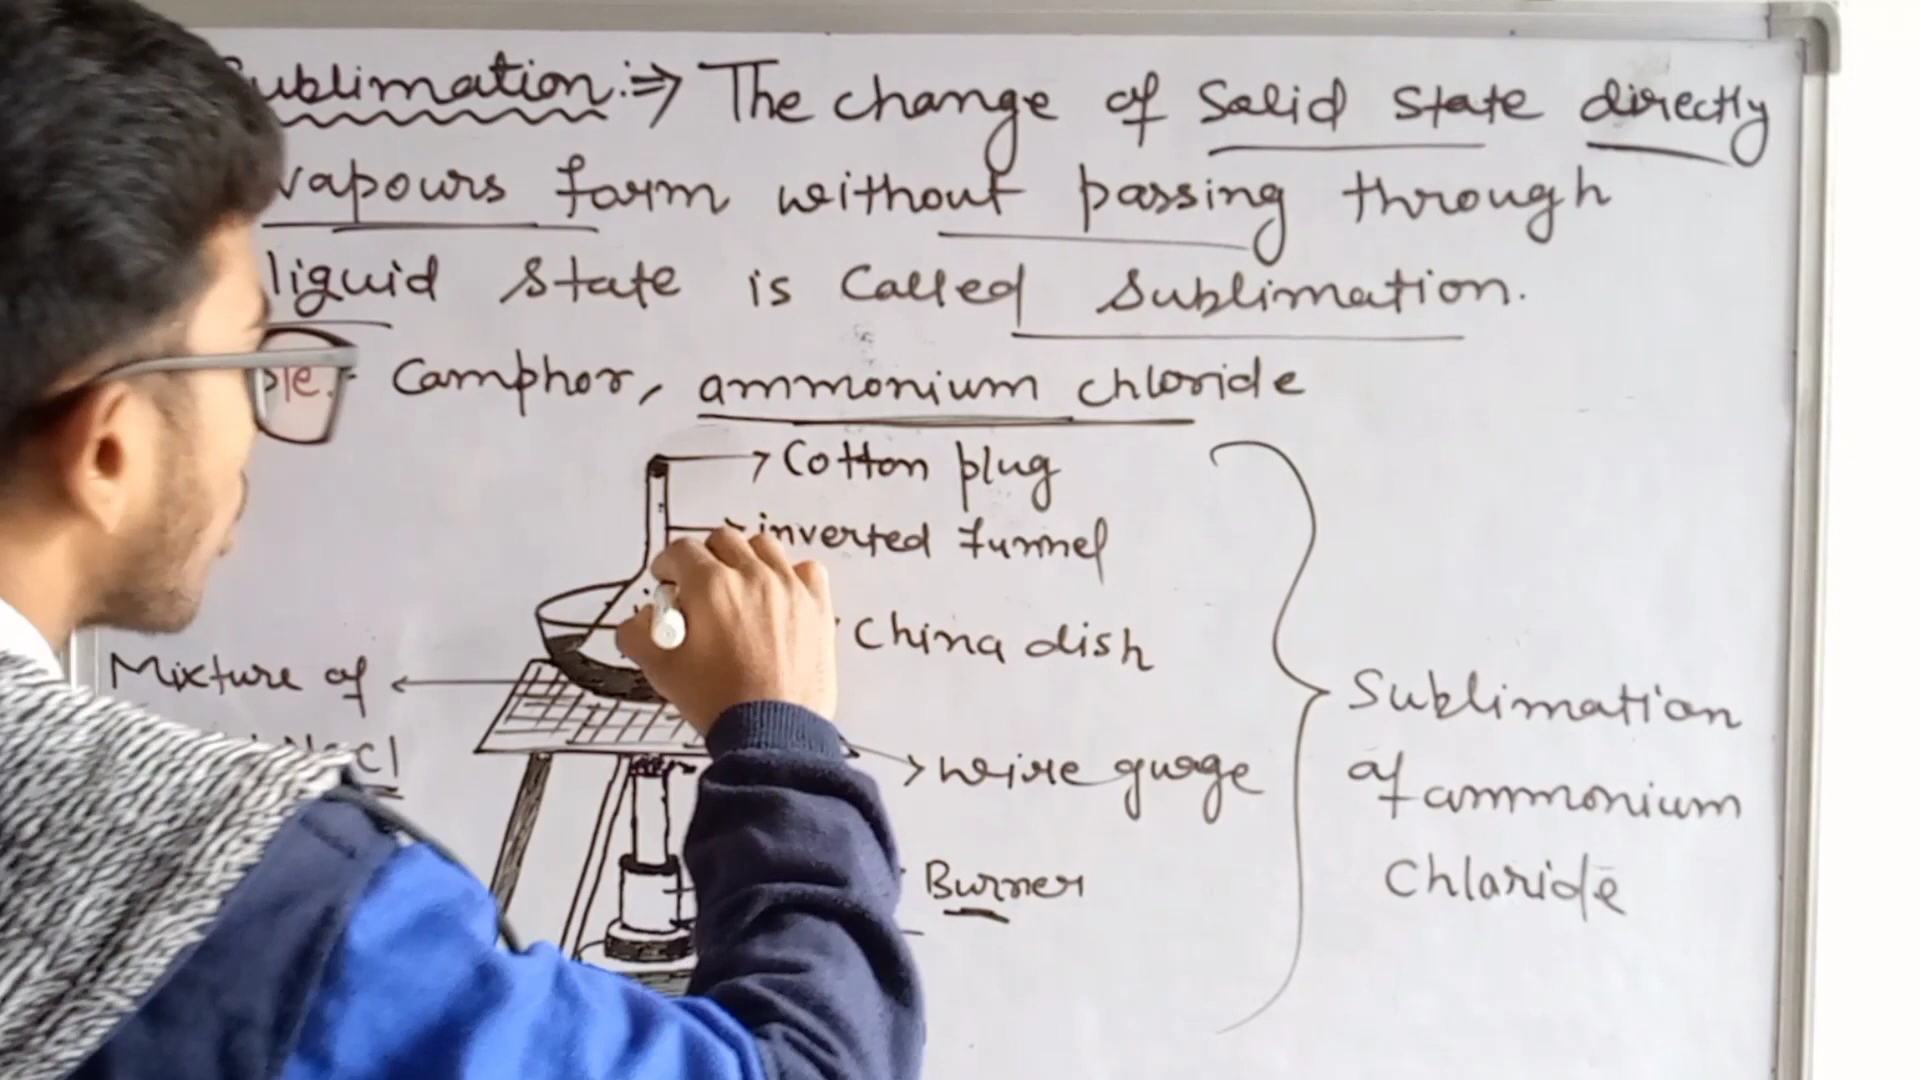 Sublimation:⇒ The change of Solid state directly
vapours form without passing through
liquid state is called sublimation.
Camphor, ammonium chloride
Cotton plug
inverted funnel
China dish
Mixture of
wire guage
Burner
Sublimation
of ammonium
Chloride